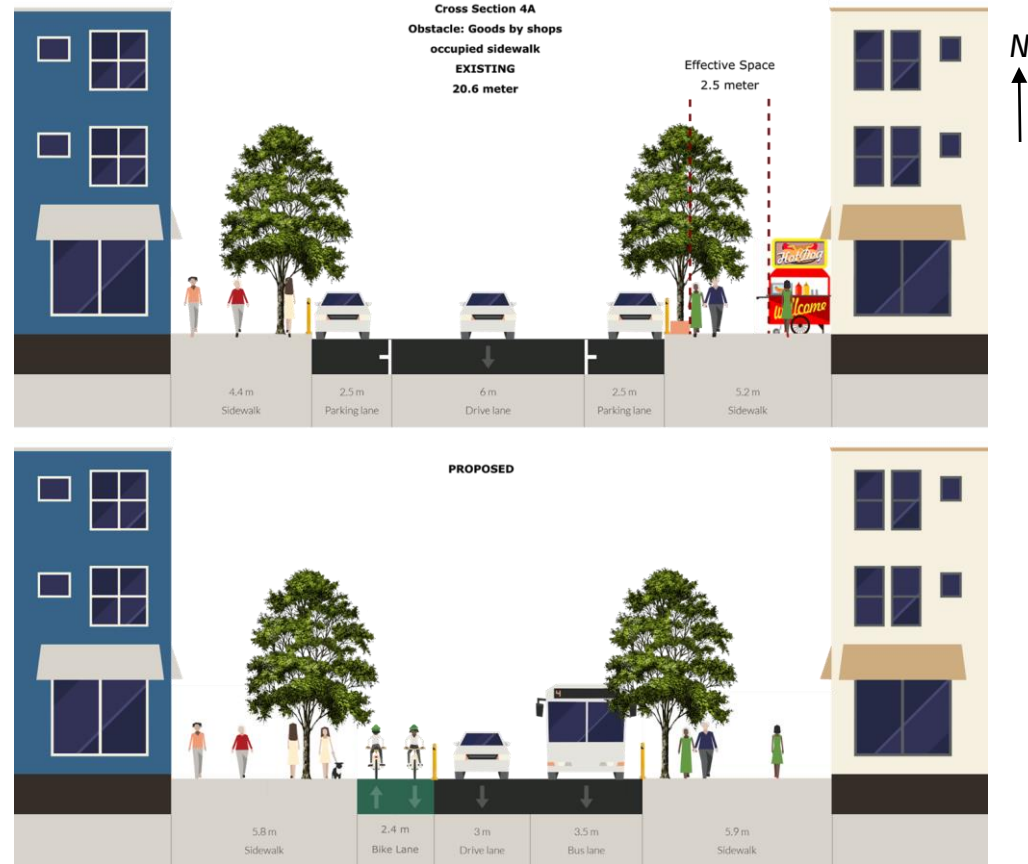 Cross Section 4A
Obstacle: Goods by shops
occupied sidewalk
EXISTING
20.6 meter
N
Effective Space
2.5 meter
Hot Dog
Welcome
4.4 m
Sidewalk
2.5 m
Parking lane
6 m
Drive lane
2.5 m
Parking lane
5.2 m
Sidewalk
PROPOSED
4
5.8 m
Sidewalk
2.4 m
Bike Lane
3 m
Drive lane
3.5 m
Bus lane
5.9 m
Sidewalk